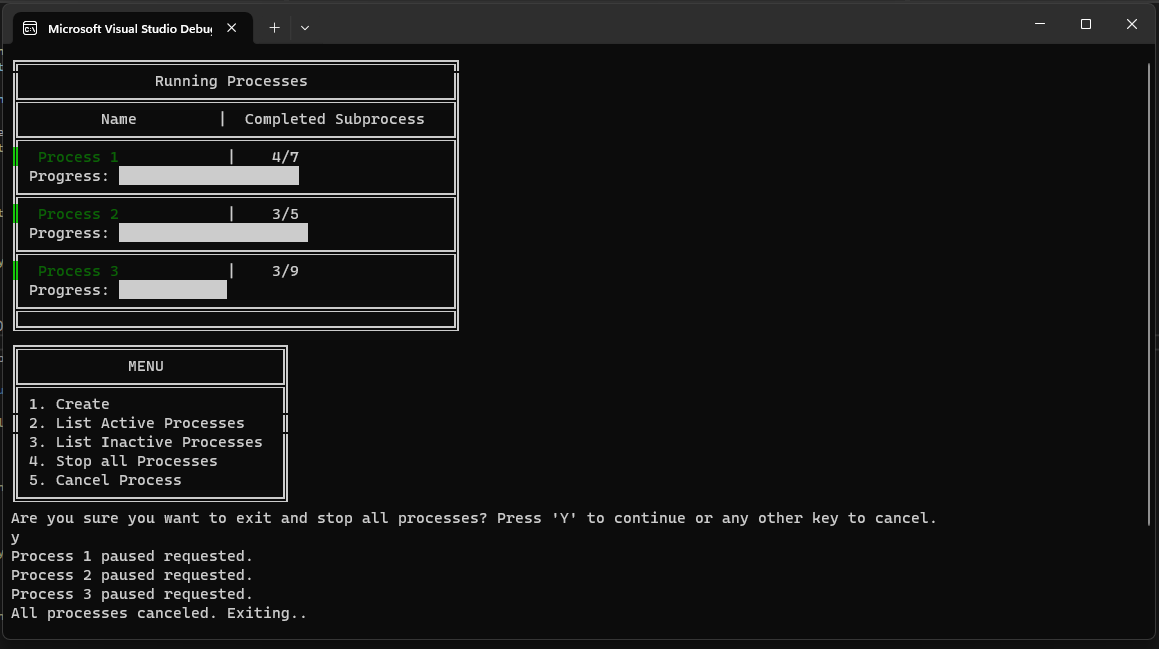 Microsoft Visual Studio Debug
Running Processes
Name | Completed Subprocess
Process 1 | 4/7
Progress:
Process 2 | 3/5
Progress:
Process 3 | 3/9
Progress:
MENU
1. Create
2. List Active Processes
3. List Inactive Processes
4. Stop all Processes
5. Cancel Process
Are you sure you want to exit and stop all processes? Press 'Y' to continue or any other key to cancel.
y
Process 1 paused requested.
Process 2 paused requested.
Process 3 paused requested.
All processes canceled. Exiting..